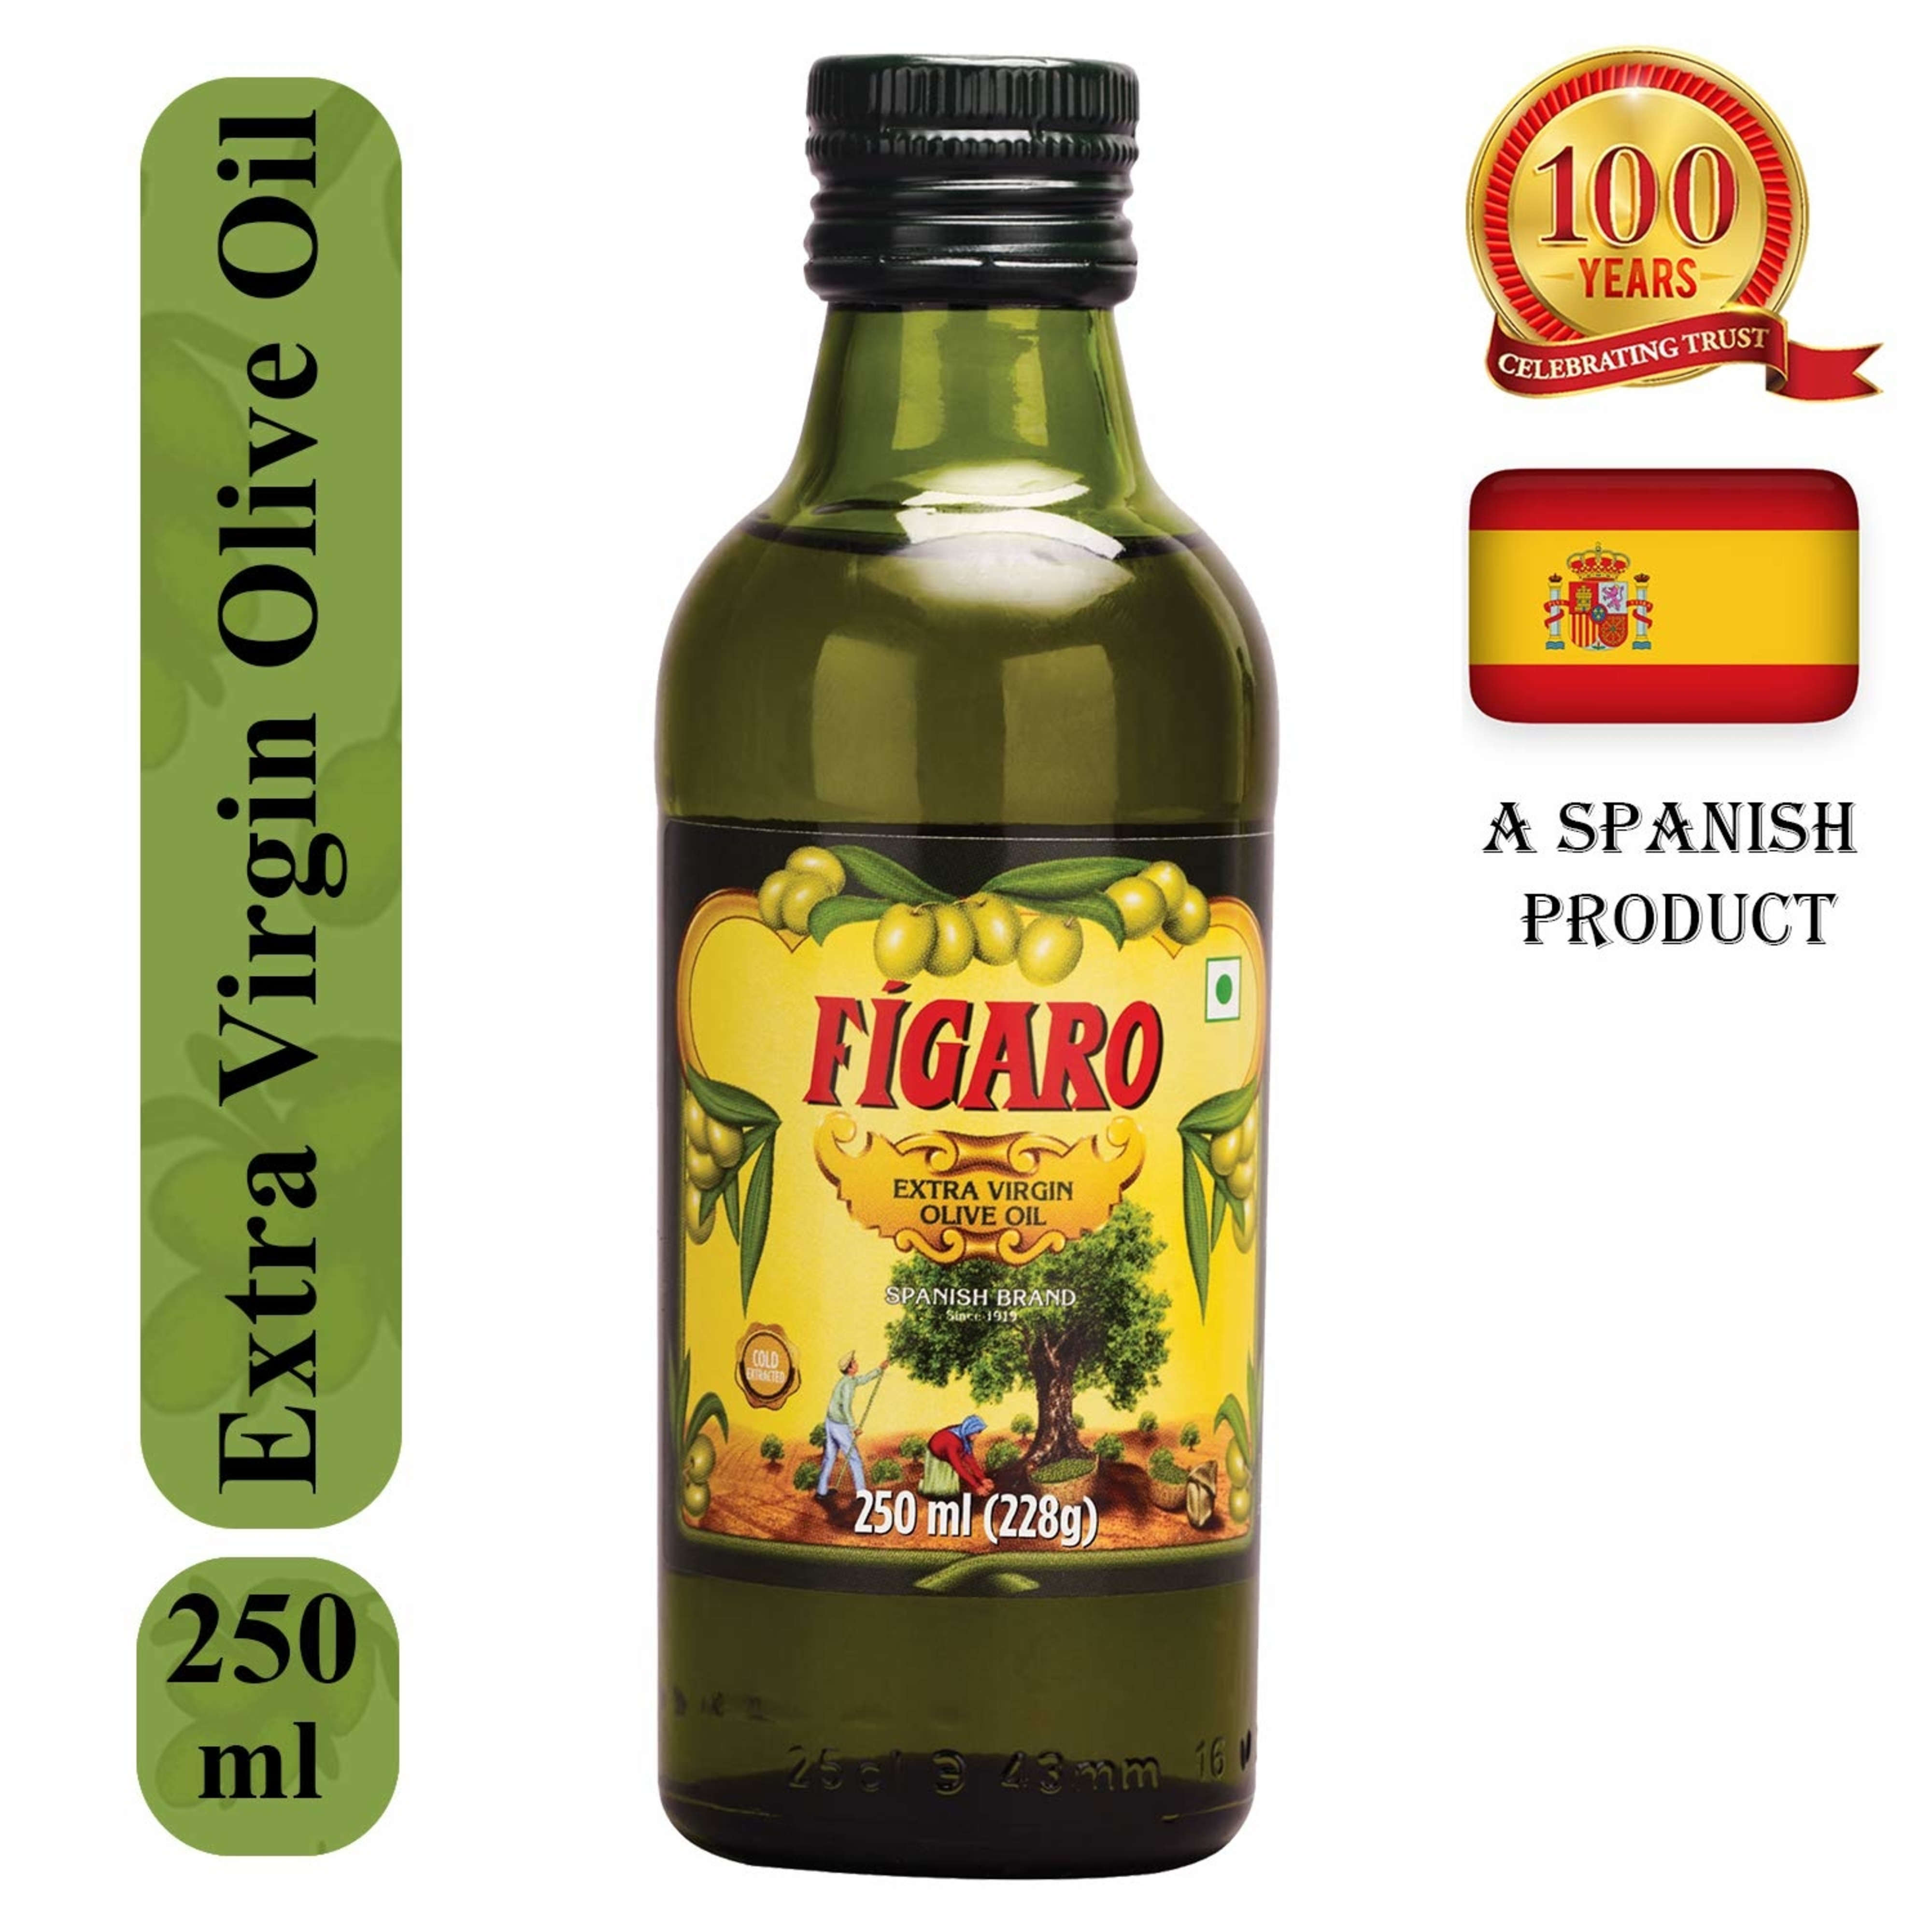 Extra Virgin Olive Oil
250
ml
FÍGARO
EXTRA VIRGIN
OLIVE OIL
SPANISH BRAND
Since 1919
COLD
EXTRACTED
250 ml (228g)
25cl 43mm 16
100
YEARS
CELEBRATING TRUST
A SPANISH
PRODUCT